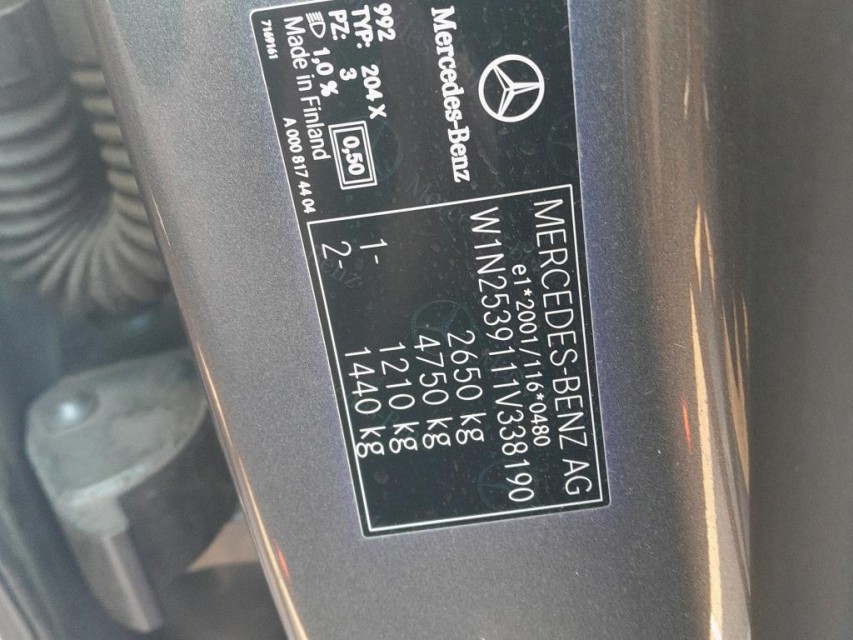 MERCEDES-BENZ AG
e1*2001/116*0480
W1N2539111V338190
2650 kg
4750 kg
1- 1210 kg
2- 1440 kg
Mercedes-Benz
992
TYP: 204 X
PZ: 3
0,50
1,0 %
Made in Finland
A 000 817 44 04
7169161